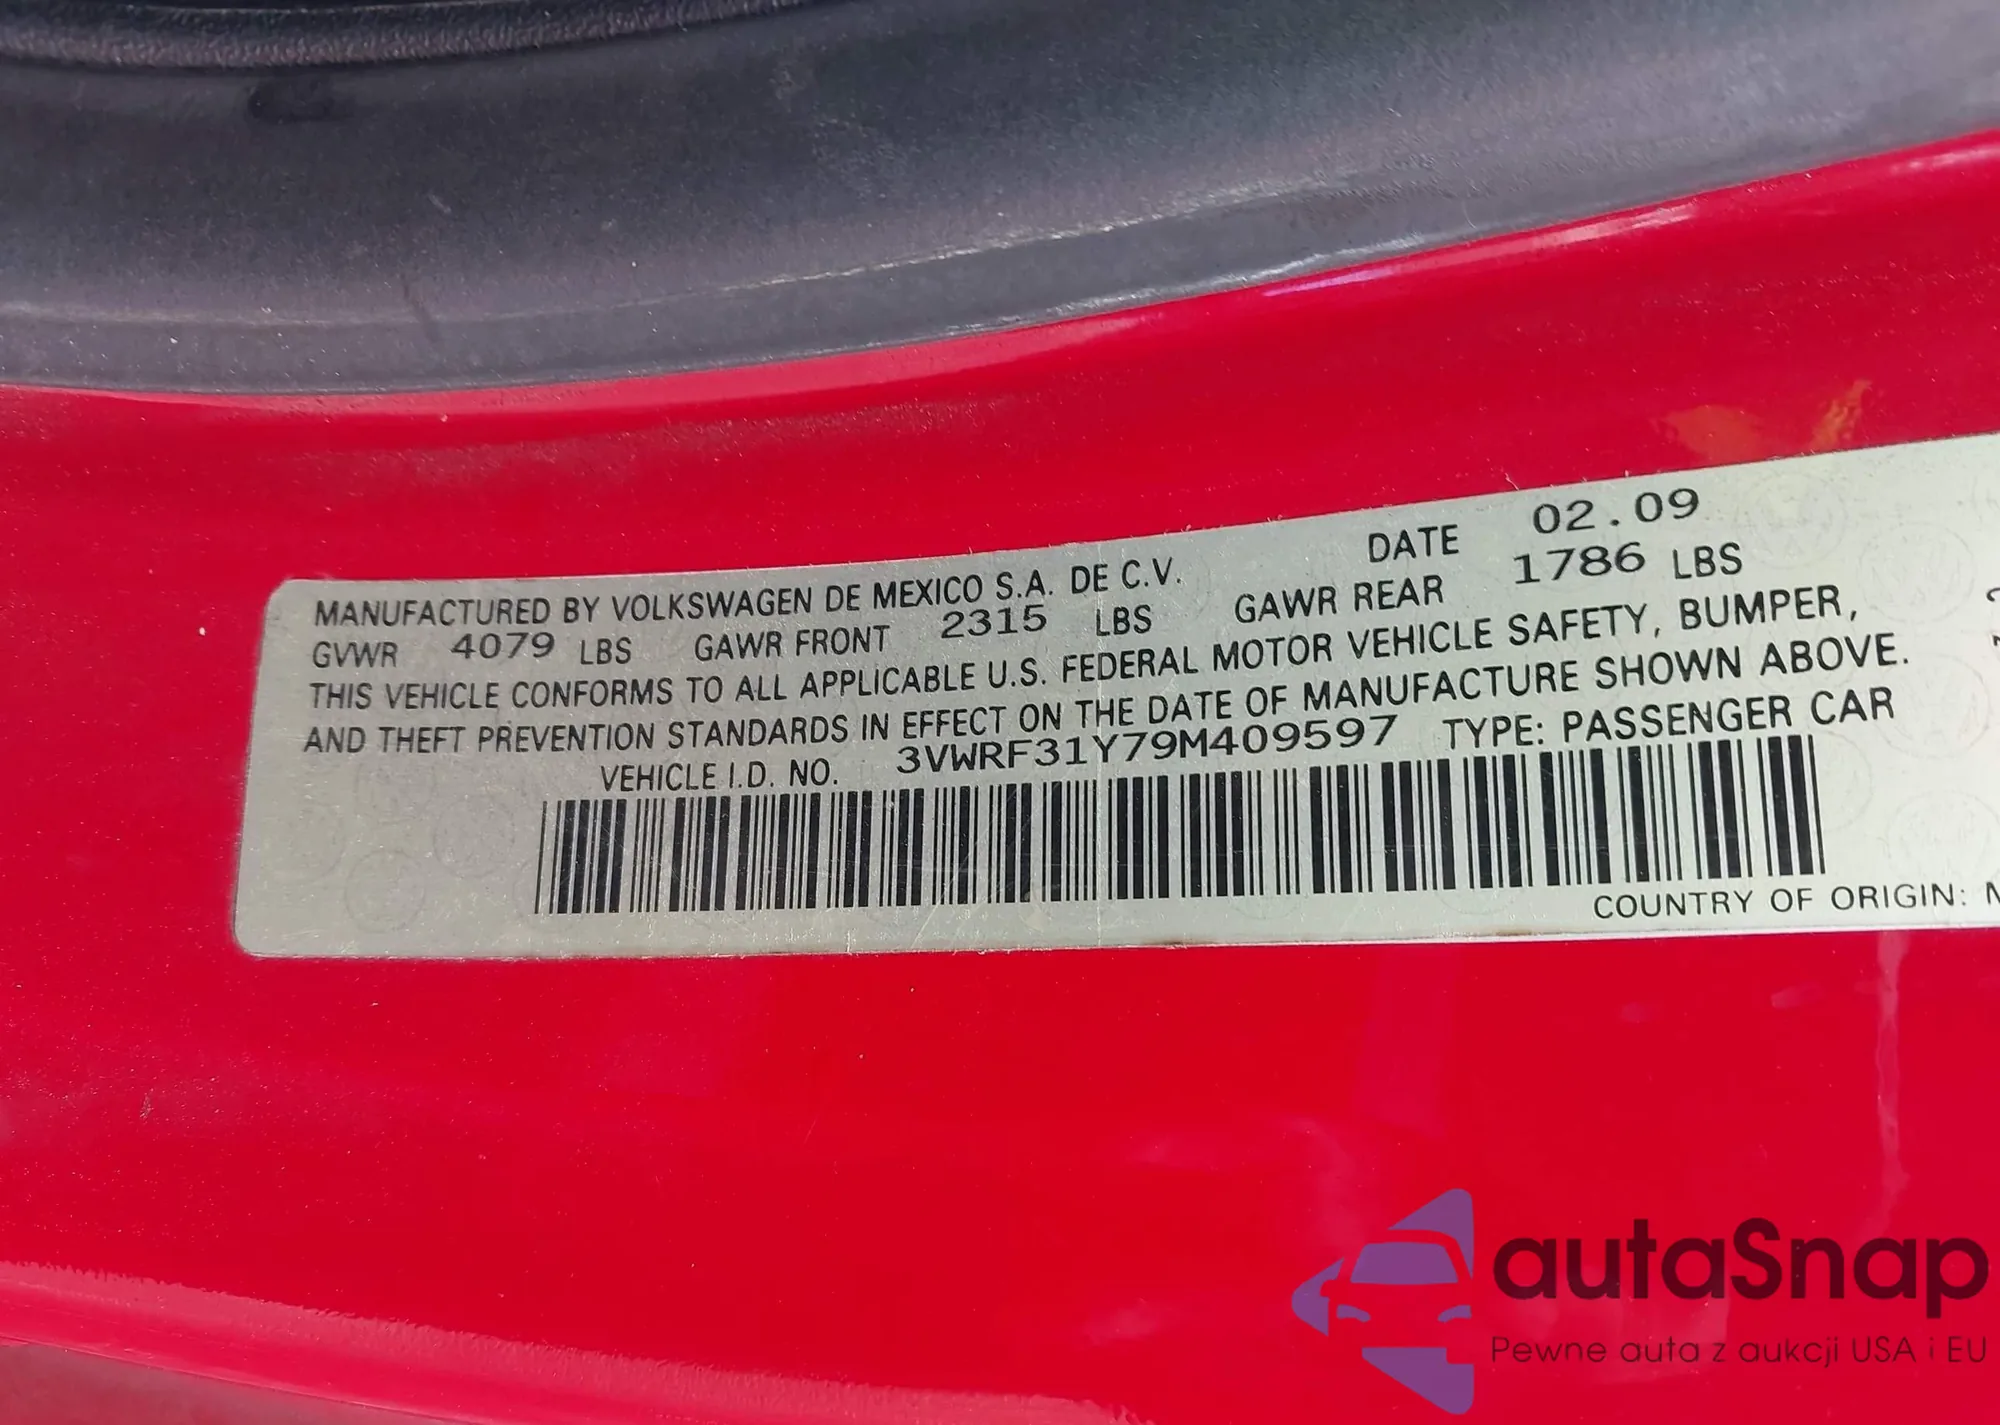 MANUFACTURED BY VOLKSWAGEN DE MEXICO S.A. DE C.V. DATE 02.09
GVWR 4079 LBS GAWR FRONT 2315 LBS GAWR REAR 1786 LBS
THIS VEHICLE CONFORMS TO ALL APPLICABLE U.S. FEDERAL MOTOR VEHICLE SAFETY, BUMPER,
AND THEFT PREVENTION STANDARDS IN EFFECT ON THE DATE OF MANUFACTURE SHOWN ABOVE.
VEHICLE I.D. NO. 3VWRF31Y79M409597 TYPE: PASSENGER CAR
COUNTRY OF ORIGIN:
autaSnap
Pewne auta z aukcji USA i EU